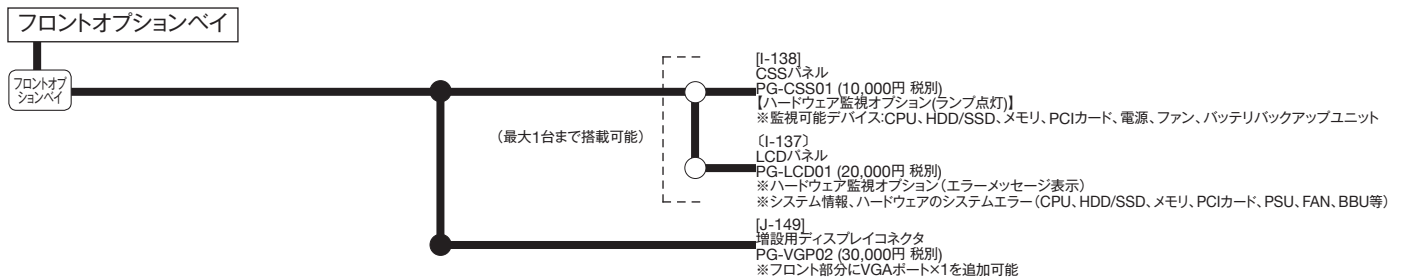 フロントオプションベイ
フロントオプ
ションベイ
(最大1台まで搭載可能)
[I-138]
CSSパネル
PG-CSS01 (10,000円 税別)
【ハードウェア監視オプション(ランプ点灯)】
※監視可能デバイス:CPU、HDD/SSD、メモリ、PCIカード、電源、ファン、バッテリバックアップユニット
〔I-137〕
LCDパネル
PG-LCD01 (20,000円 税別)
※ハードウェア監視オプション(エラーメッセージ表示)
※システム情報、ハードウェアのシステムエラー(CPU、HDD/SSD、メモリ、PCIカード、PSU、FAN、BBU等)
[J-149]
増設用ディスプレイコネクタ
PG-VGP02 (30,000円 税別)
※フロント部分にVGAポート×1を追加可能